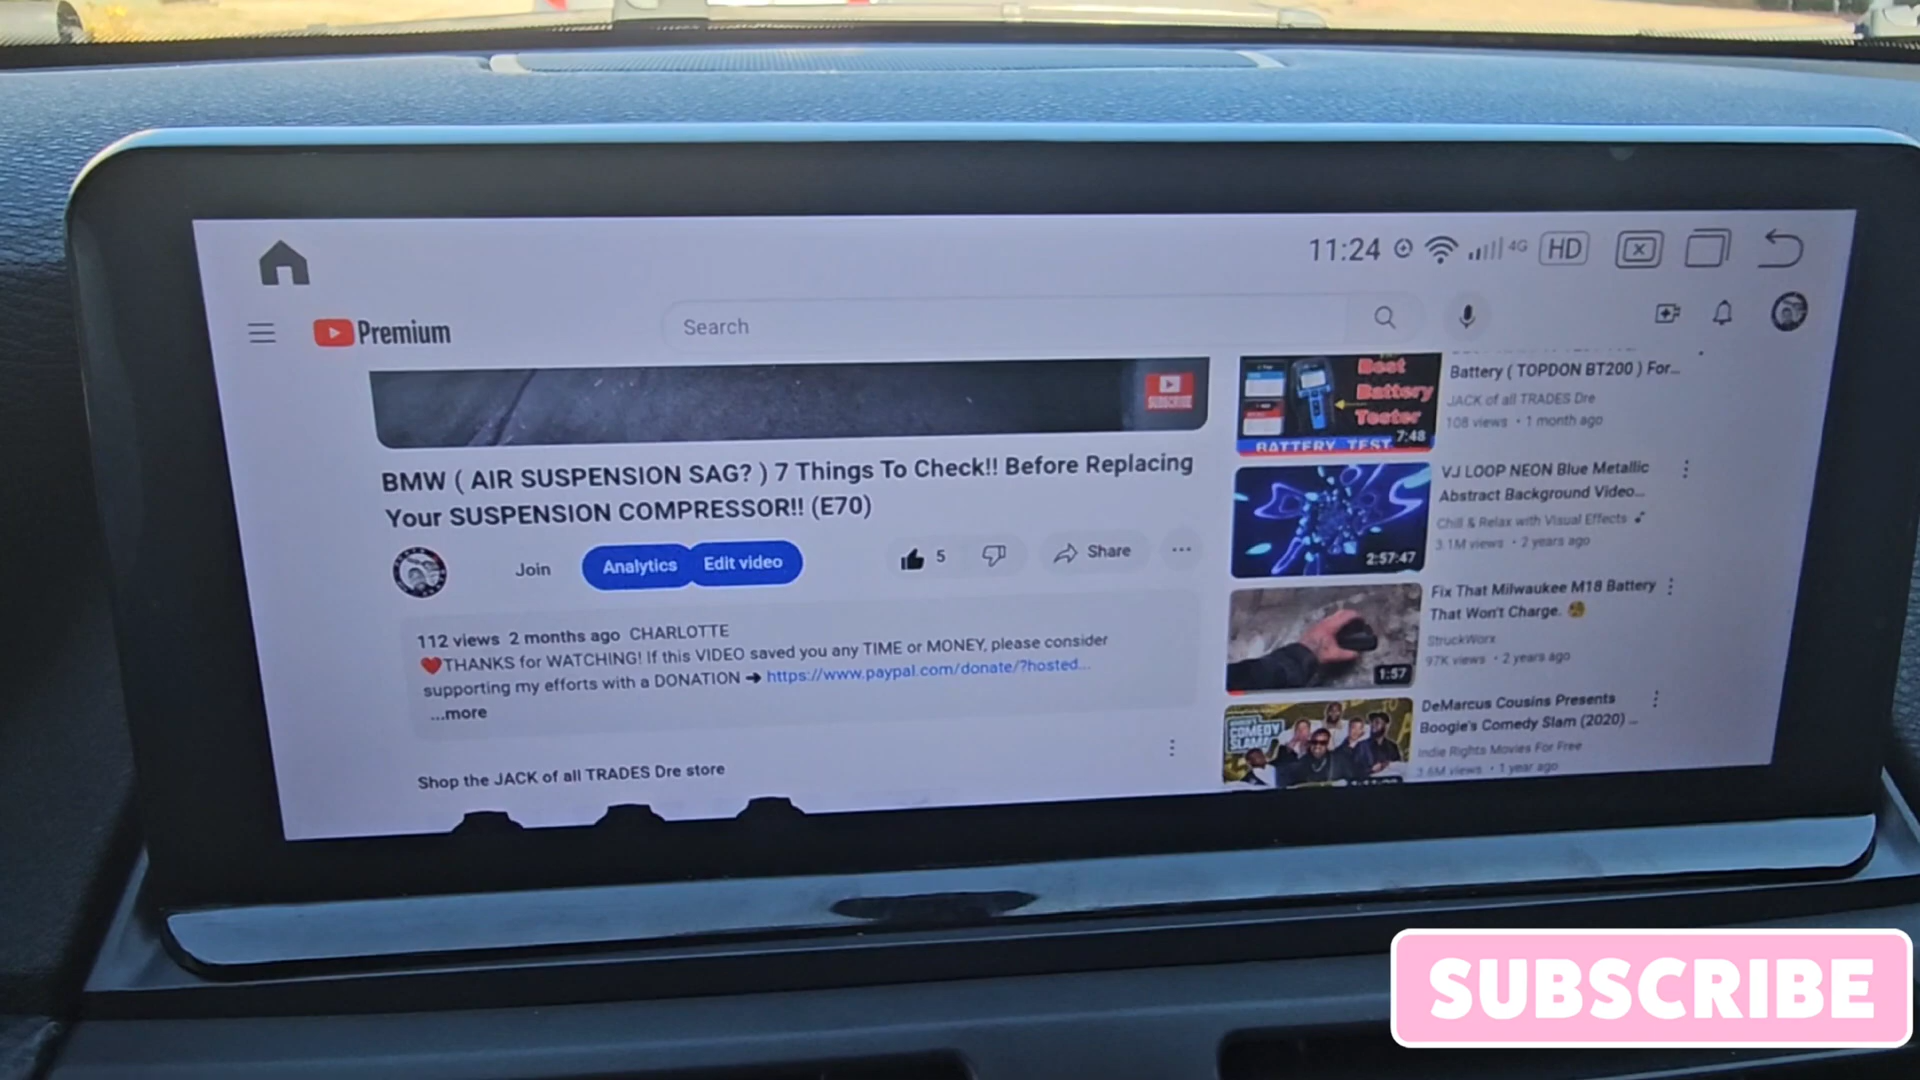 11:24
4G
HD
Premium
Search
SUBSCRIBE
BMW ( AIR SUSPENSION SAG? ) 7 Things To Check!! Before Replacing
Your SUSPENSION COMPRESSOR!! (E70)
Join
Analytics
Edit video
5
Share
112 views 2 months ago CHARLOTTE
❤️THANKS for WATCHING! If this VIDEO saved you any TIME or MONEY, please consider
supporting my efforts with a DONATION ➜ https://www.paypal.com/donate/?hosted...
...more
Shop the JACK of all TRADES Dre store
Best
Battery
Tester
BATTERY TEST
7:48
Battery ( TOPDON BT200 ) For...
JACK of all TRADES Dre
108 views • 1 month ago
2:57:47
VJ LOOP NEON Blue Metallic
Abstract Background Video...
Chill & Relax with Visual Effects
3.1M views • 2 years ago
1:57
Fix That Milwaukee M18 Battery
That Won't Charge. 🧐
StruckWorx
97K views • 2 years ago
COMEDY
SLAM
DeMarcus Cousins Presents
Boogie's Comedy Slam (2020) ...
Indie Rights Movies For Free
3.6M views • 1 year ago
SUBSCRIBE